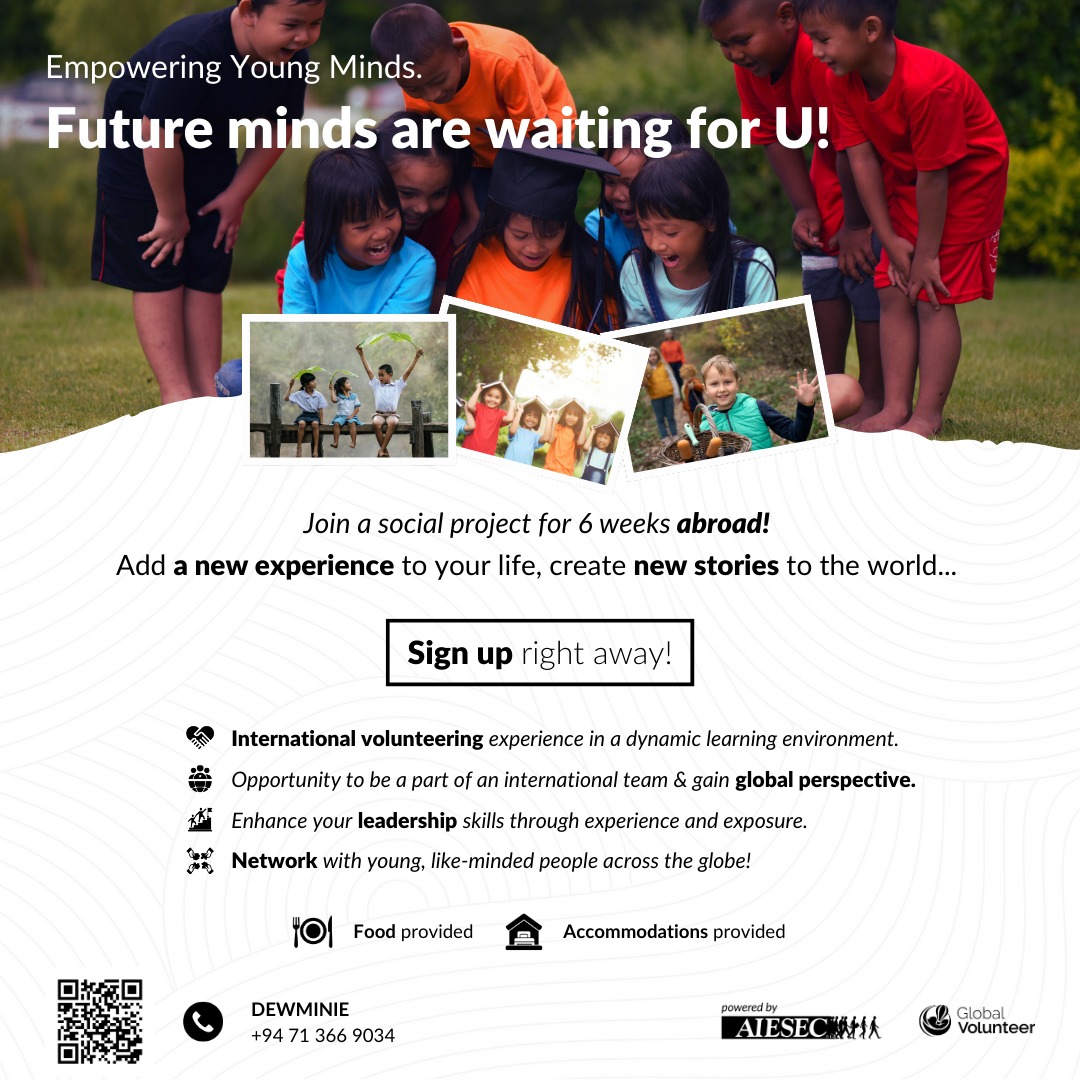 Empowering Young Minds.
Future minds are waiting for U!
Join a social project for 6 weeks abroad!
Add a new experience to your life, create new stories to the world...
Sign up right away!
International volunteering experience in a dynamic learning environment.
Opportunity to be a part of an international team & gain global perspective.
Enhance your leadership skills through experience and exposure.
Network with young, like-minded people across the globe!
Food provided
Accommodations provided
DEWMINIE
+94 71 366 9034
powered by
AIESEC
Global
Volunteer